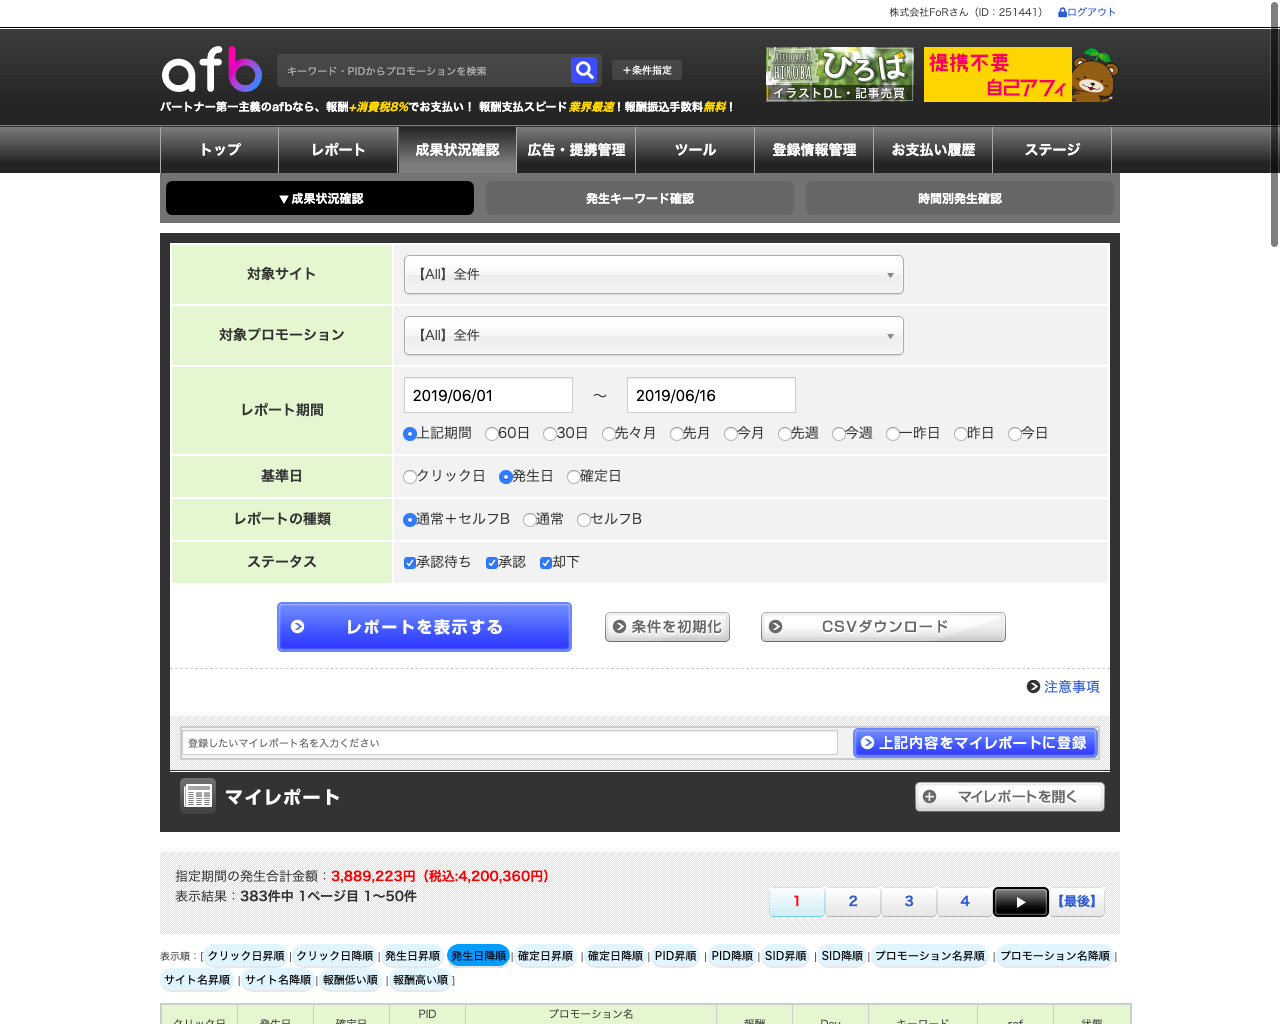 株式会社FoRさん（ID：251441） ログアウト
afb
キーワード・PIDからプロモーションを検索
＋条件指定
AFFILIATER HIROBA ひろば
イラストDL・記事売買
提携不要
自己アフィ
パートナー第一主義のafbなら、報酬+消費税8%でお支払い！ 報酬支払スピード業界最速！報酬振込手数料無料！
トップ レポート 成果状況確認 広告・提携管理 ツール 登録情報管理 お支払い履歴 ステージ
▼成果状況確認 発生キーワード確認 時間別発生確認
対象サイト 【All】全件
対象プロモーション 【All】全件
レポート期間 2019/06/01 ～ 2019/06/16
上記期間 60日 30日 先々月 先月 今月 先週 今週 一昨日 昨日 今日
基準日 クリック日 発生日 確定日
レポートの種類 通常＋セルフB 通常 セルフB
ステータス 承認待ち 承認 却下
レポートを表示する 条件を初期化 CSVダウンロード
注意事項
登録したいマイレポート名を入力ください 上記内容をマイレポートに登録
マイレポート マイレポートを開く
指定期間の発生合計金額：3,889,223円（税込:4,200,360円）
表示結果：383件中 1ページ目 1～50件
1 2 3 4 ▶ 【最後】
表示順：[ クリック日昇順 | クリック日降順 | 発生日昇順 | 発生日降順 | 確定日昇順 | 確定日降順 | PID昇順 | PID降順 | SID昇順 | SID降順 | プロモーション名昇順 | プロモーション名降順 |
サイト名昇順 | サイト名降順 | 報酬低い順 | 報酬高い順 ]
クリック日 発生日 確定日 PID プロモーション名 報酬 Dev キーワード ref 状態